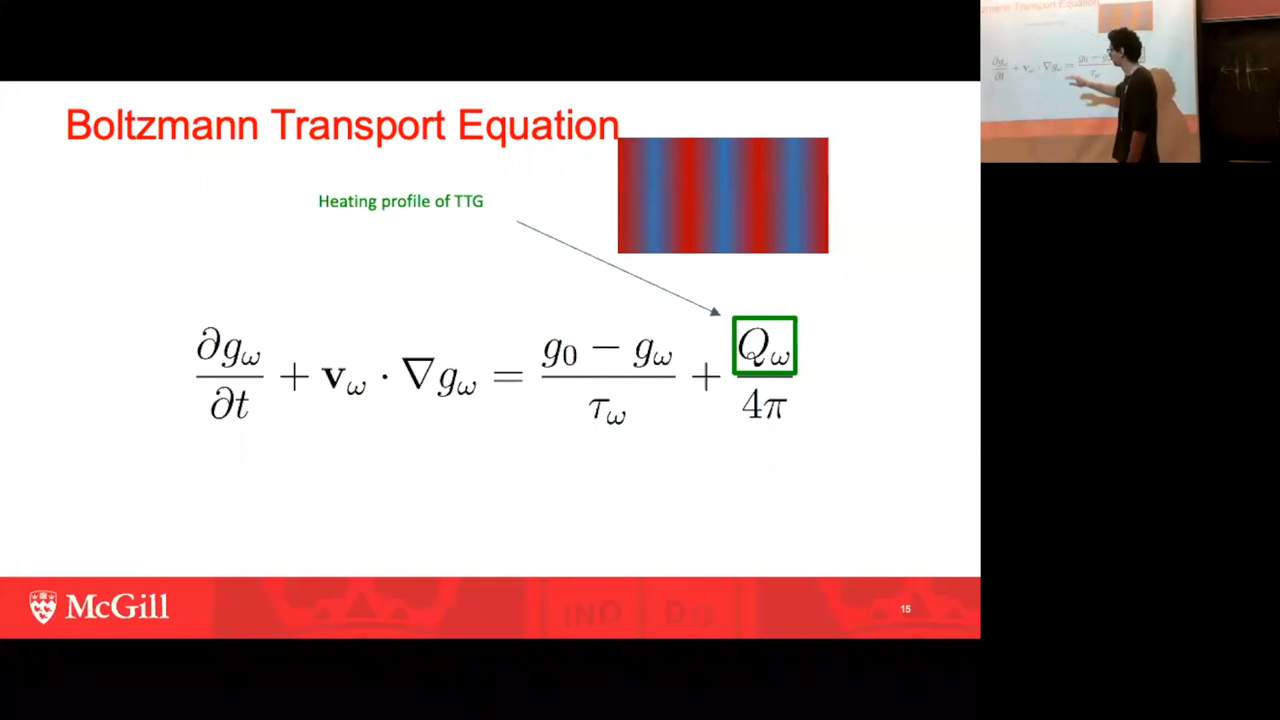 Boltzmann Transport Equation
Heating profile of TTG
∂g_ω/∂t + v_ω · ∇g_ω = (g_0 − g_ω)/τ_ω + Q_ω/4π
McGill
15